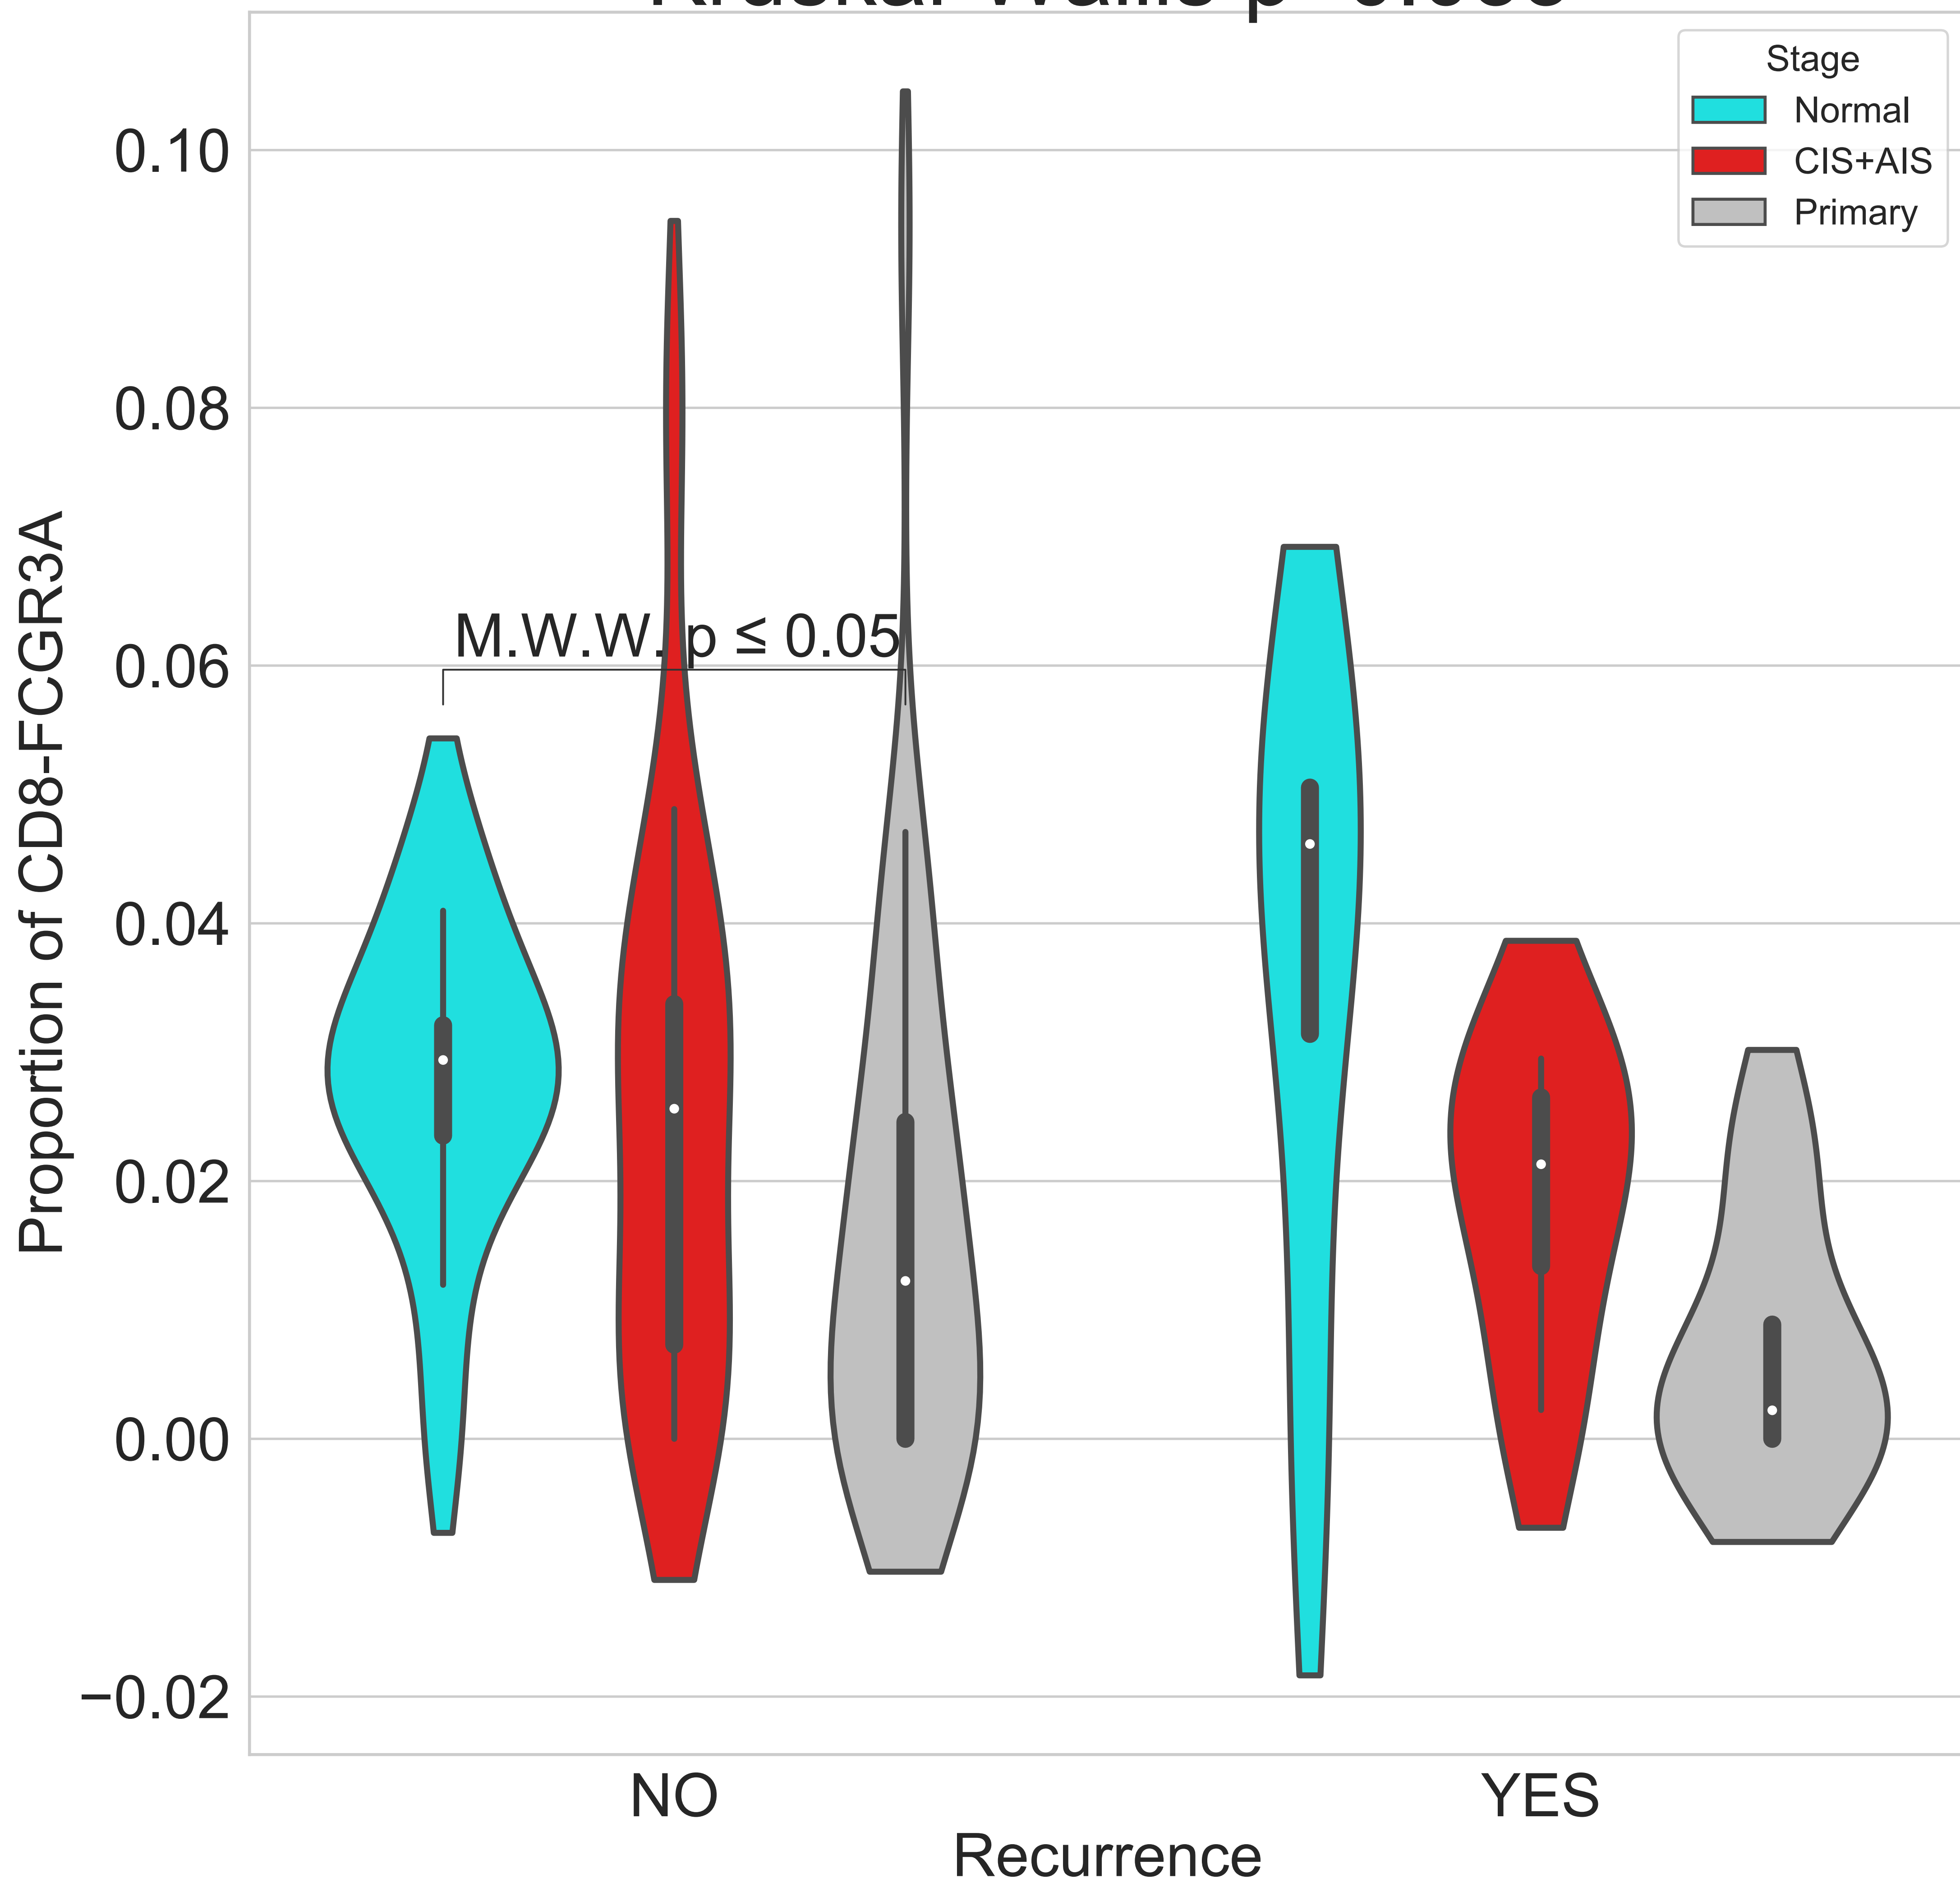 Stage
Normal
CIS+AIS
Primary
0.10
0.08
0.06
0.04
0.02
0.00
−0.02
Proportion of CD8-FCGR3A
M.W.W. p ≤ 0.05
NO
YES
Recurrence